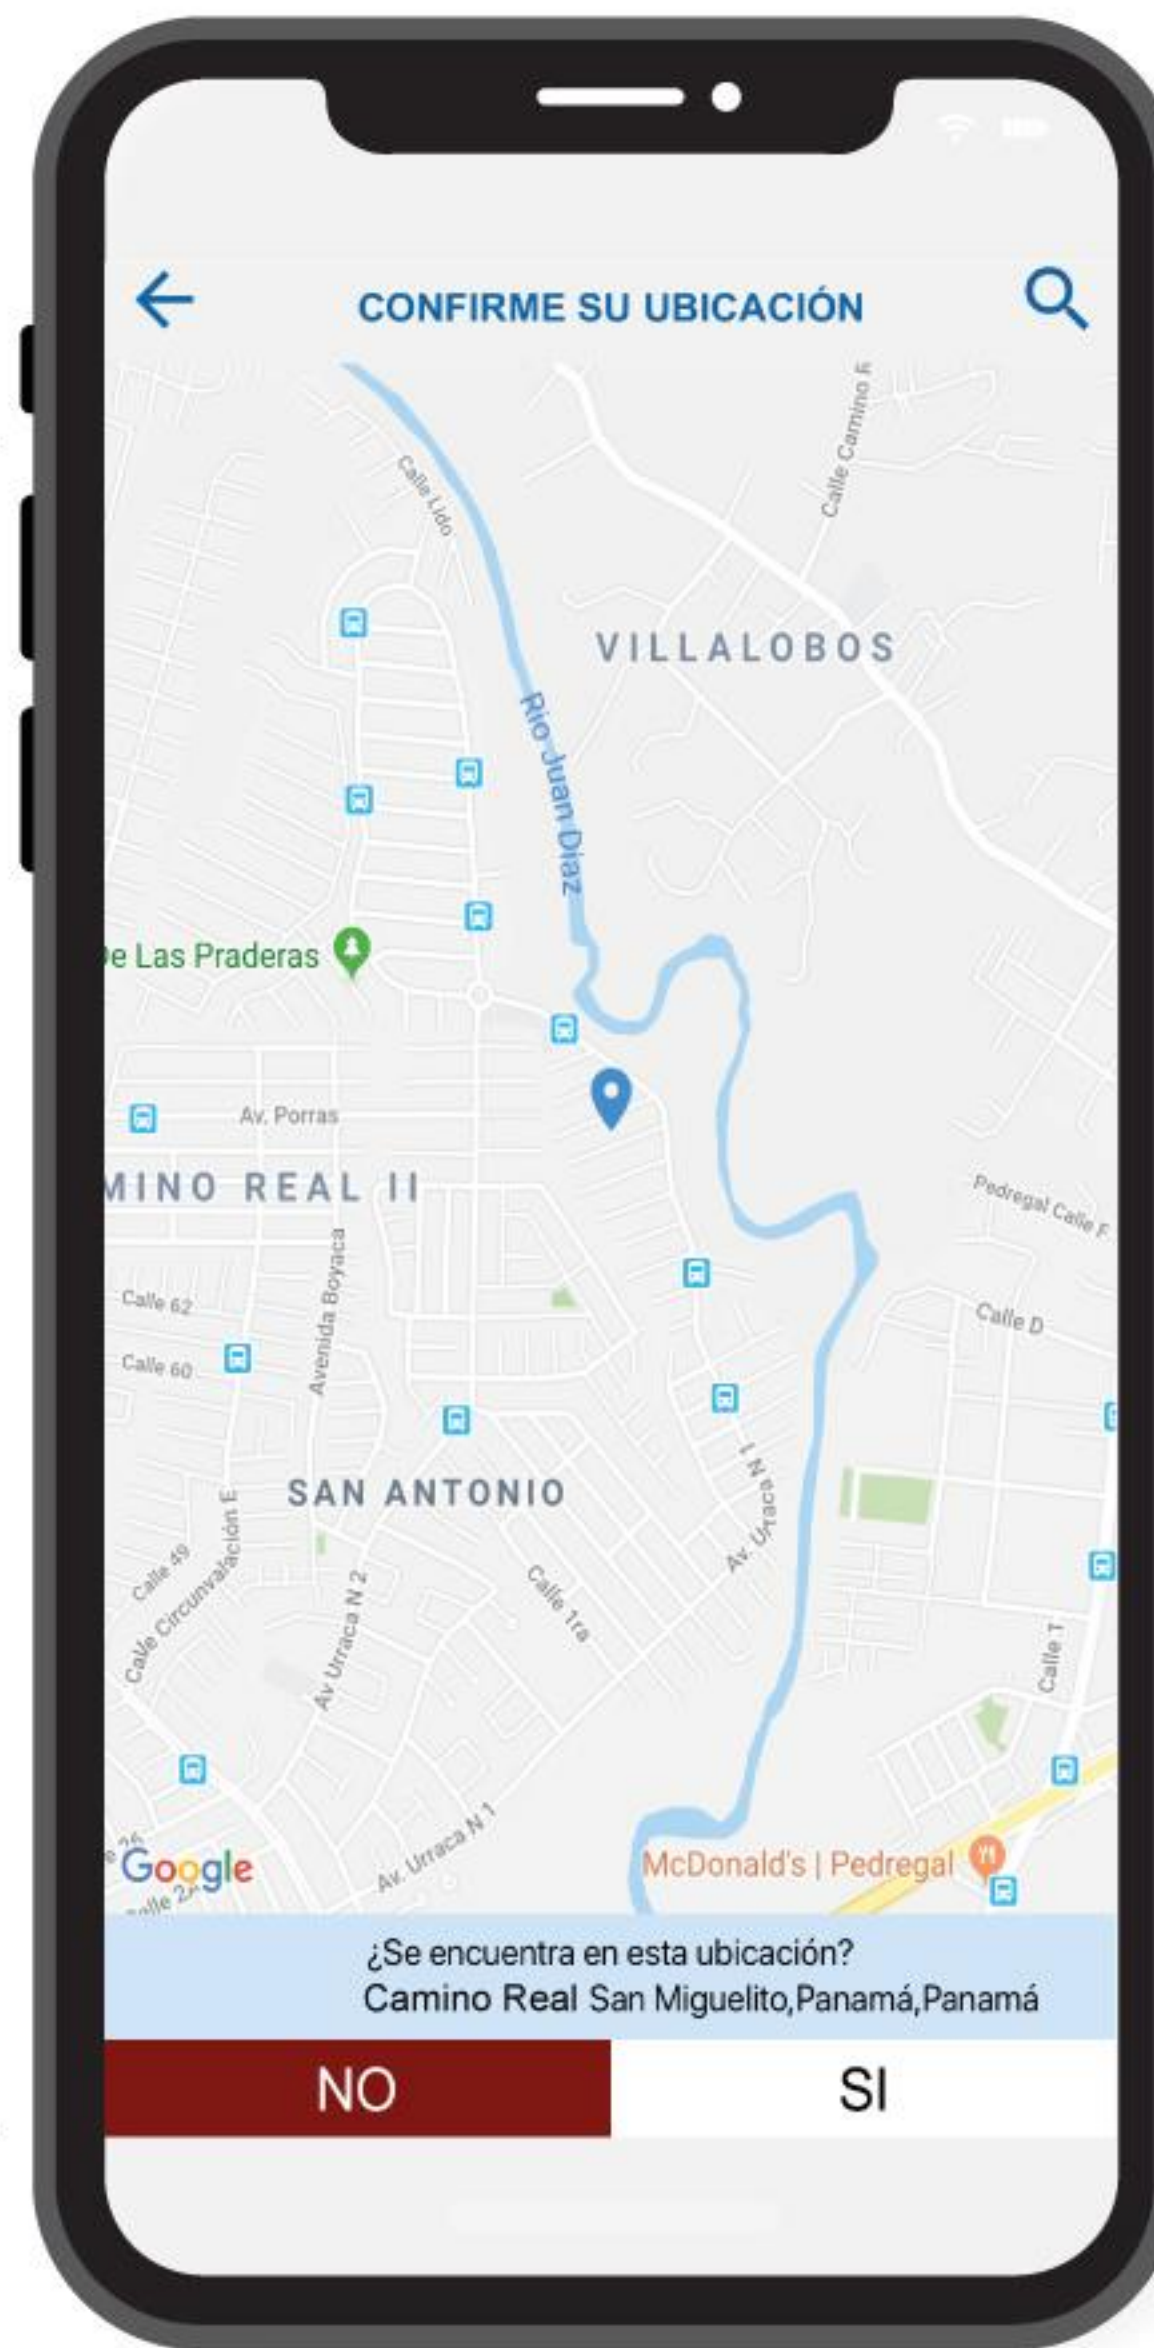 CONFIRME SU UBICACIÓN
Calle Lido
Calle Camino R
VILLALOBOS
Rio Juan Diaz
De Las Praderas
Av. Porras
MINO REAL II
Pedregal Calle F
Calle 62
Avenida Boyaca
Calle D
Calle 60
Av. Urraca N 1
SAN ANTONIO
Calle 49
Calle Circunvalación E
Av Urraca N 2
Calle 1ra
Calle T
Av. Urraca N 1
e 26
Google
McDonald's | Pedregal
¿Se encuentra en esta ubicación?
Camino Real San Miguelito,Panamá,Panamá
NO
SI